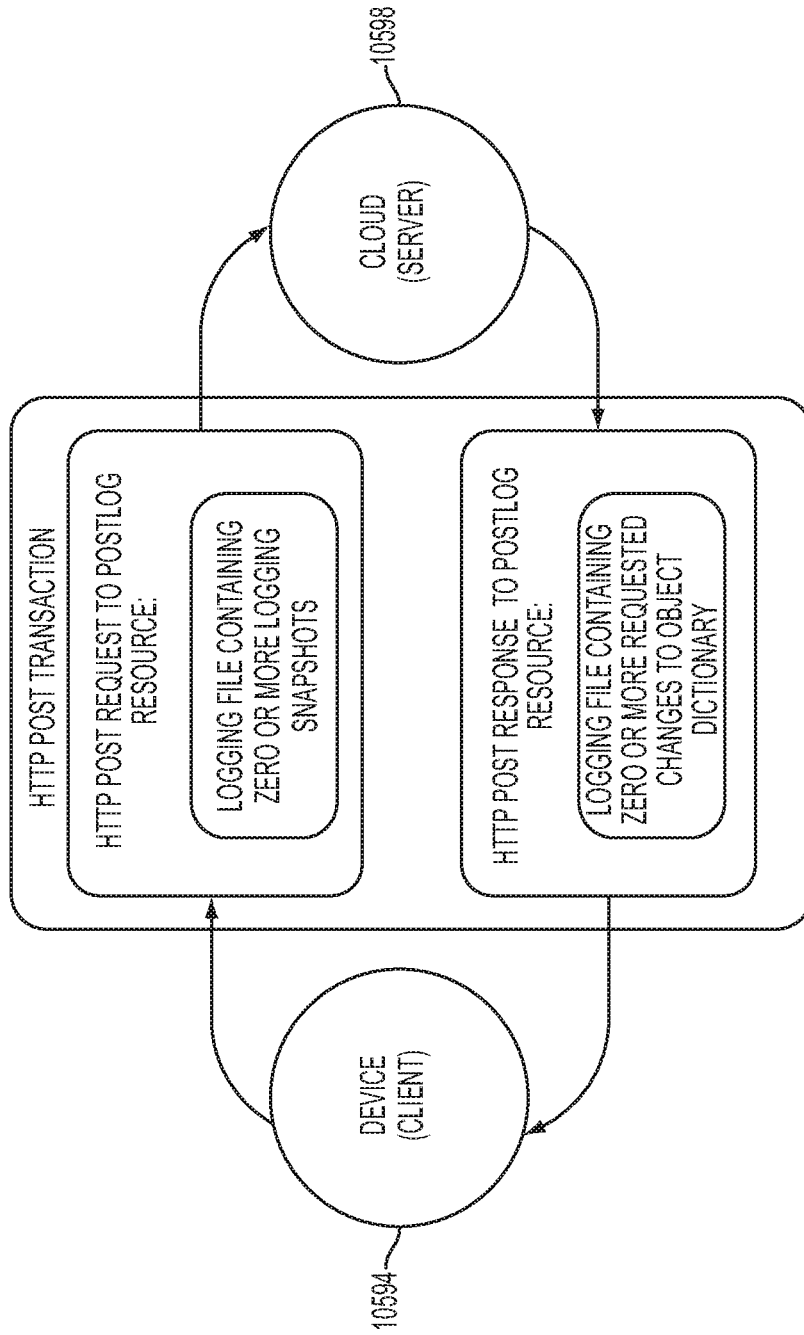 HTTP POST TRANSACTION
HTTP POST REQUEST TO POSTLOG
RESOURCE:
LOGGING FILE CONTAINING
ZERO OR MORE LOGGING
SNAPSHOTS
DEVICE
(CLIENT)
10594
CLOUD
(SERVER)
10598
HTTP POST RESPONSE TO POSTLOG
RESOURCE:
LOGGING FILE CONTAINING
ZERO OR MORE REQUESTED
CHANGES TO OBJECT
DICTIONARY